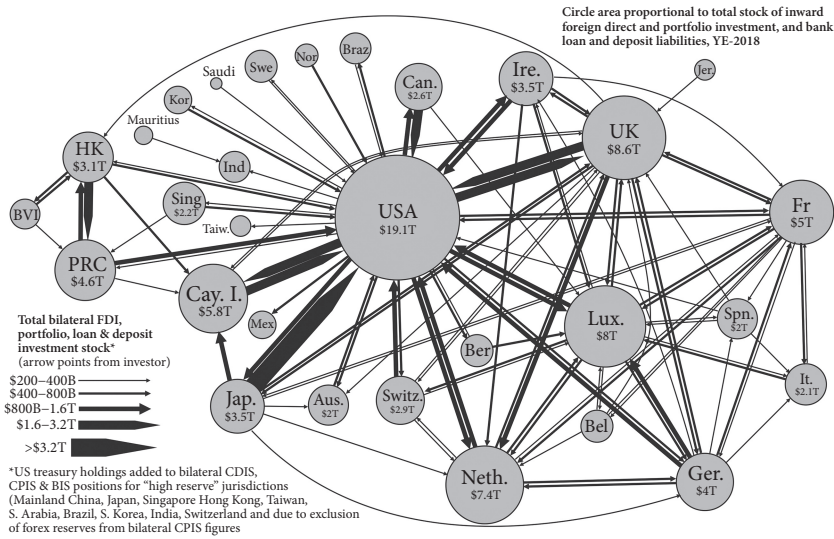 Circle area proportional to total stock of inward
foreign direct and portfolio investment, and bank
loan and deposit liabilities, YE-2018
Braz
Nor
Swe
Saudi
Kor
Mauritius
Can.
$2.6T
Ire.
$3.5T
Jer.
UK
$8.6T
HK
$3.1T
Ind
BVI
Sing
$2.2T
Taiw.
USA
$19.1T
Fr
$5T
PRC
$4.6T
Cay. I.
$5.8T
Mex
Ber
Lux.
$8T
Spn.
$2T
It.
$2.1T
Jap.
$3.5T
Aus.
$2T
Switz.
$2.9T
Bel
Neth.
$7.4T
Ger.
$4T
Total bilateral FDI,
portfolio, loan & deposit
investment stock*
(arrow points from investor)
$200–400B
$400–800B
$800B–1.6T
$1.6–3.2T
>$3.2T
*US treasury holdings added to bilateral CDIS,
CPIS & BIS positions for “high reserve” jurisdictions
(Mainland China, Japan, Singapore Hong Kong, Taiwan,
S. Arabia, Brazil, S. Korea, India, Switzerland and due to exclusion
of forex reserves from bilateral CPIS figures